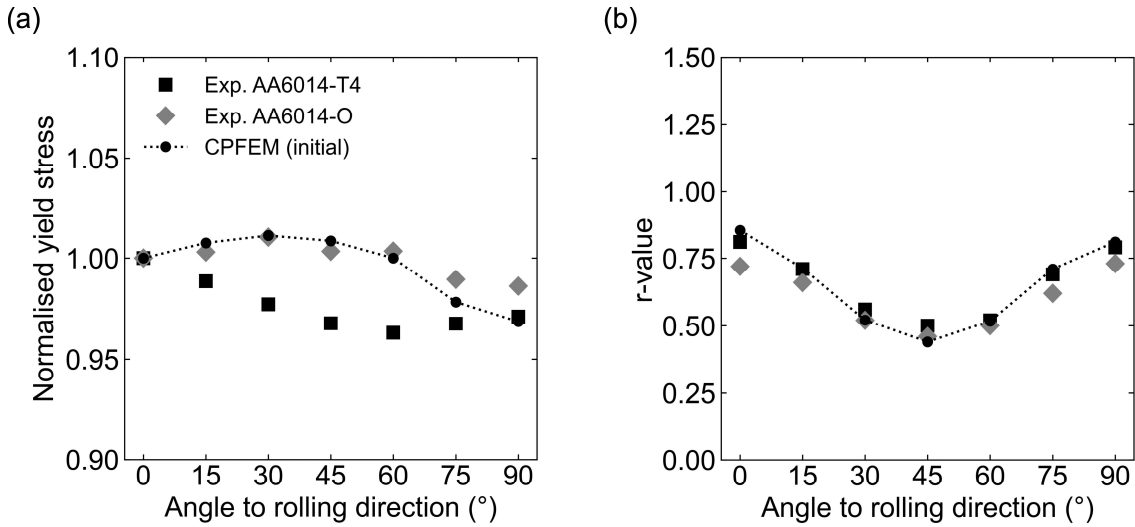 (a)
1.10
1.05
1.00
0.95
0.90
Normalised yield stress
Exp. AA6014-T4
Exp. AA6014-O
CPFEM (initial)
0 15 30 45 60 75 90
Angle to rolling direction (°)
(b)
1.50
1.25
1.00
0.75
0.50
0.25
0.00
r-value
0 15 30 45 60 75 90
Angle to rolling direction (°)